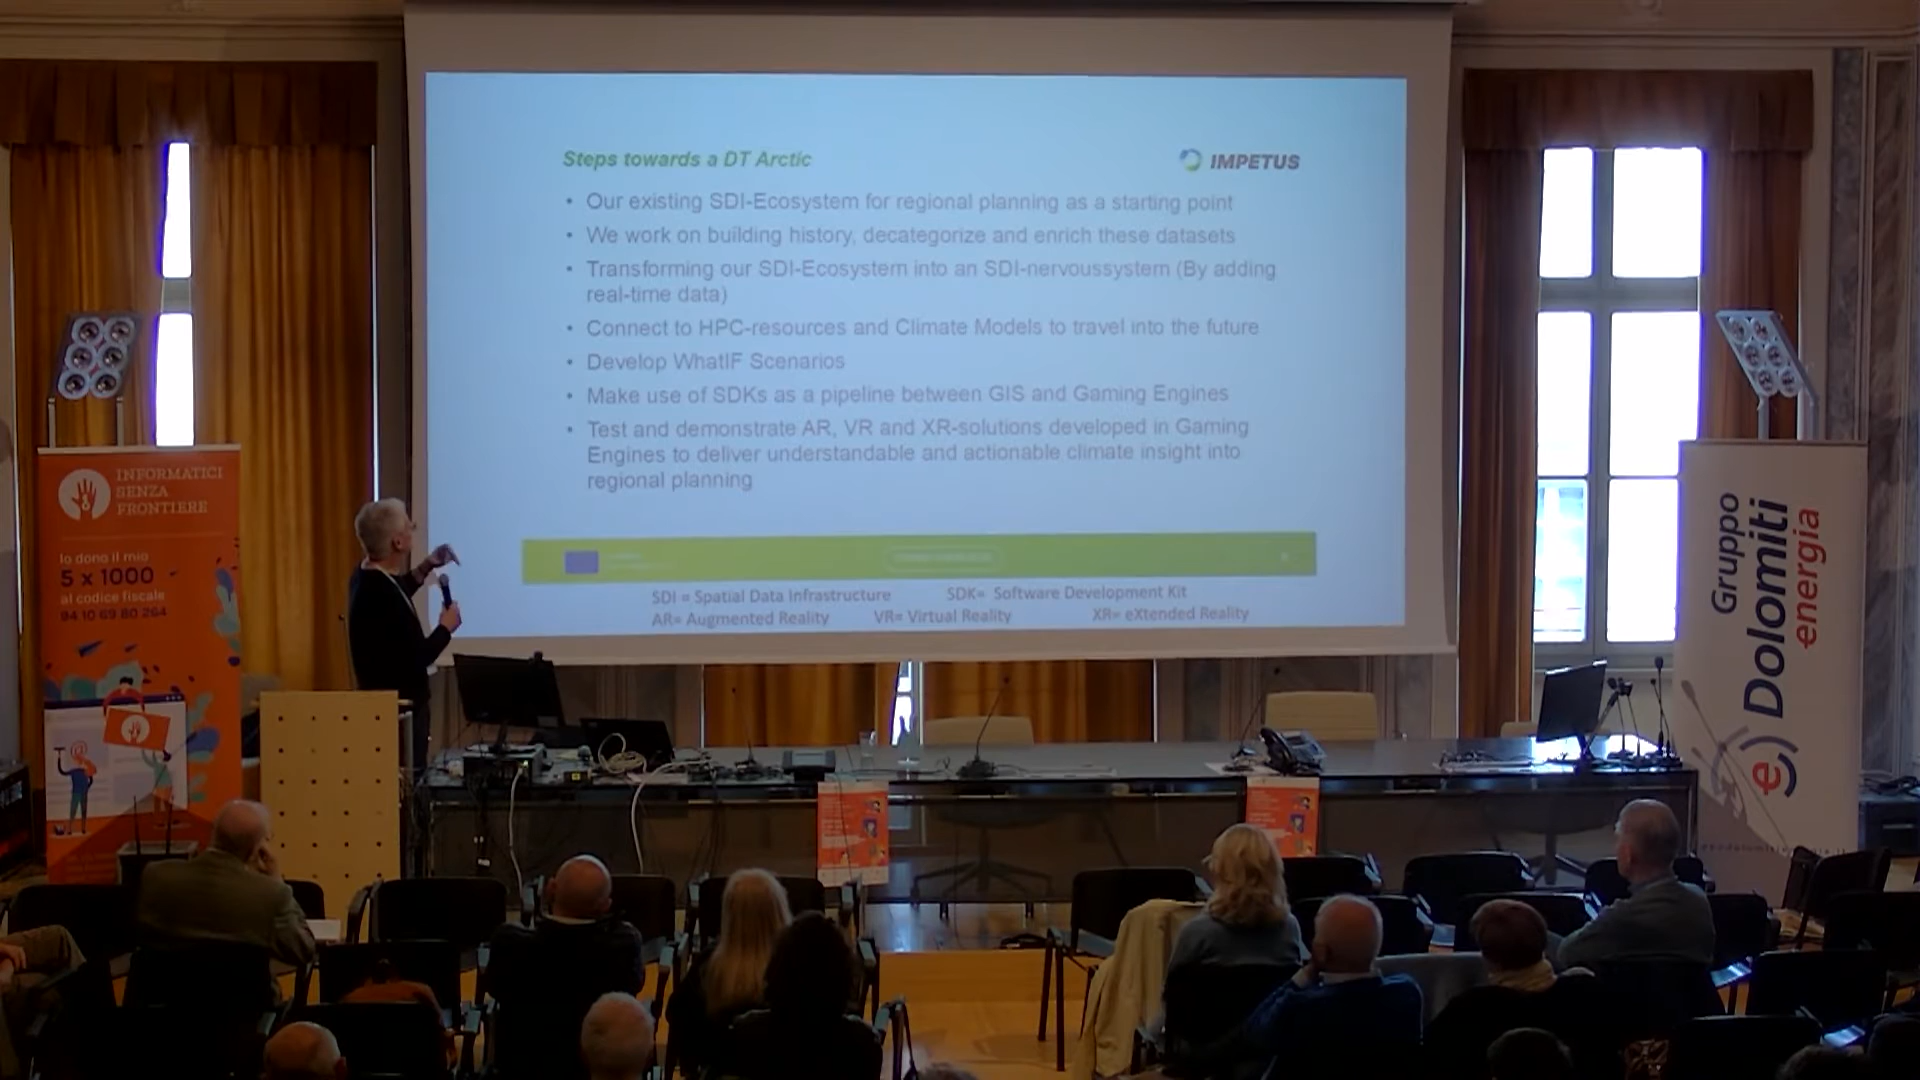 Steps towards a DT Arctic
IMPETUS
• Our existing SDI-Ecosystem for regional planning as a starting point
• We work on building history, decategorize and enrich these datasets
• Transforming our SDI-Ecosystem into an SDI-nervoussystem (By adding
real-time data)
• Connect to HPC-resources and Climate Models to travel into the future
• Develop WhatIF Scenarios
• Make use of SDKs as a pipeline between GIS and Gaming Engines
• Test and demonstrate AR, VR and XR-solutions developed in Gaming
Engines to deliver understandable and actionable climate insight into
regional planning
SDI = Spatial Data Infrastructure
SDK= Software Development Kit
AR= Augmented Reality
VR= Virtual Reality
XR= eXtended Reality
INFORMATICI
SENZA
FRONTIERE
Io dono il mio
5 x 1000
al codice fiscale
94 10 69 80 264
Gruppo
Dolomiti
energia